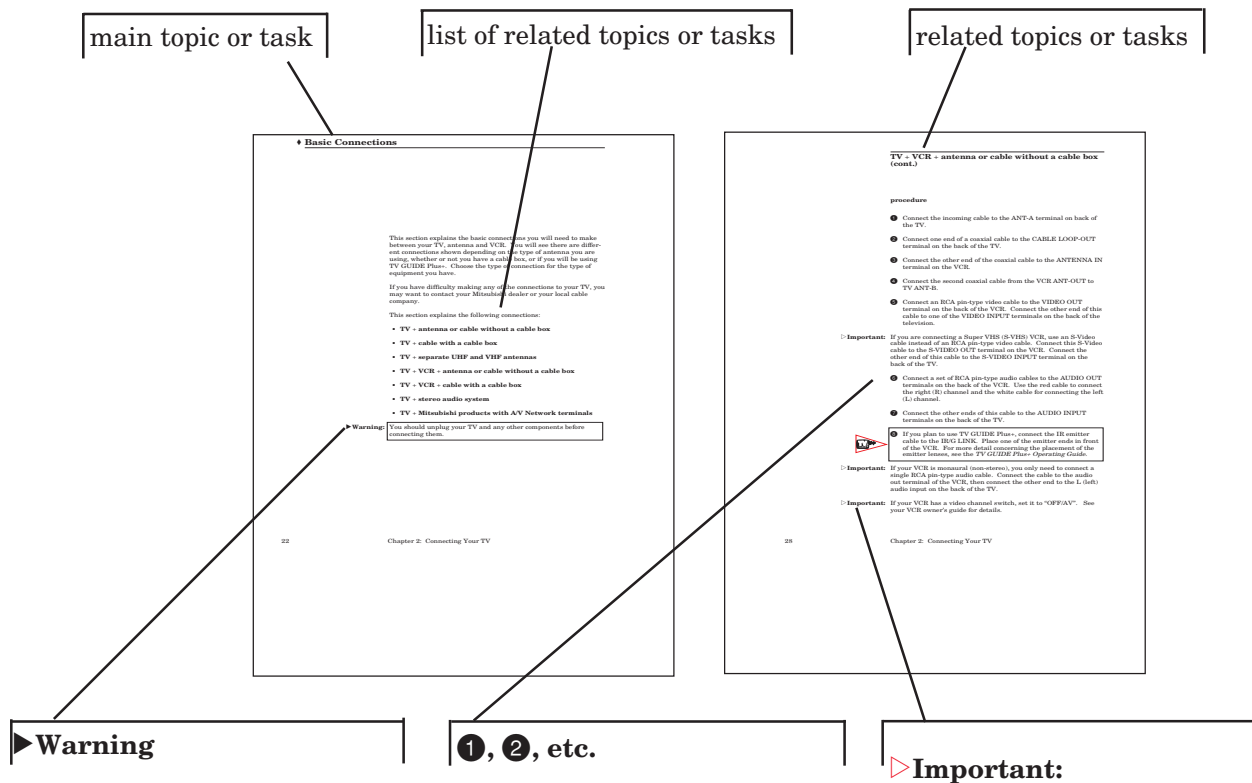 main topic or task
list of related topics or tasks
related topics or tasks
♦ Basic Connections
This section explains the basic connections you will need to make
between your TV, antenna and VCR. You will see there are differ-
ent connections shown depending on the type of antenna you are
using, whether or not you have a cable box, or if you will be using
TV GUIDE Plus+. Choose the type of connection for the type of
equipment you have.
If you have difficulty making any of the connections to your TV, you
may want to contact your Mitsubishi dealer or your local cable
company.
This section explains the following connections:
• TV + antenna or cable without a cable box
• TV + cable with a cable box
• TV + separate UHF and VHF antennas
• TV + VCR + antenna or cable without a cable box
• TV + VCR + cable with a cable box
• TV + stereo audio system
• TV + Mitsubishi products with A/V Network terminals
▶Warning: You should unplug your TV and any other components before
connecting them.
22 Chapter 2: Connecting Your TV
TV + VCR + antenna or cable without a cable box
(cont.)
procedure
❶ Connect the incoming cable to the ANT-A terminal on back of
the TV.
❷ Connect one end of a coaxial cable to the CABLE LOOP-OUT
terminal on the back of the TV.
❸ Connect the other end of the coaxial cable to the ANTENNA IN
terminal on the VCR.
❹ Connect the second coaxial cable from the VCR ANT-OUT to
TV ANT-B.
❺ Connect an RCA pin-type video cable to the VIDEO OUT
terminal on the back of the VCR. Connect the other end of this
cable to one of the VIDEO INPUT terminals on the back of the
television.
▷Important: If you are connecting a Super VHS (S-VHS) VCR, use an S-Video
cable instead of an RCA pin-type video cable. Connect this S-Video
cable to the S-VIDEO OUT terminal on the VCR. Connect the
other end of this cable to the S-VIDEO INPUT terminal on the
back of the TV.
❻ Connect a set of RCA pin-type audio cables to the AUDIO OUT
terminals on the back of the VCR. Use the red cable to connect
the right (R) channel and the white cable for connecting the left
(L) channel.
❼ Connect the other ends of this cable to the AUDIO INPUT
terminals on the back of the TV.
❽ If you plan to use TV GUIDE Plus+, connect the IR emitter
cable to the IR/G LINK. Place one of the emitter ends in front
of the VCR. For more detail concerning the placement of the
emitter lenses, see the TV GUIDE Plus+ Operating Guide.
▷Important: If your VCR is monaural (non-stereo), you only need to connect a
single RCA pin-type audio cable. Connect the cable to the audio
out terminal of the VCR, then connect the other end to the L (left)
audio input on the back of the TV.
▷Important: If your VCR has a video channel switch, set it to "OFF/AV". See
your VCR owner's guide for details.
28 Chapter 2: Connecting Your TV
▶Warning
❶, ❷, etc.
▷Important: